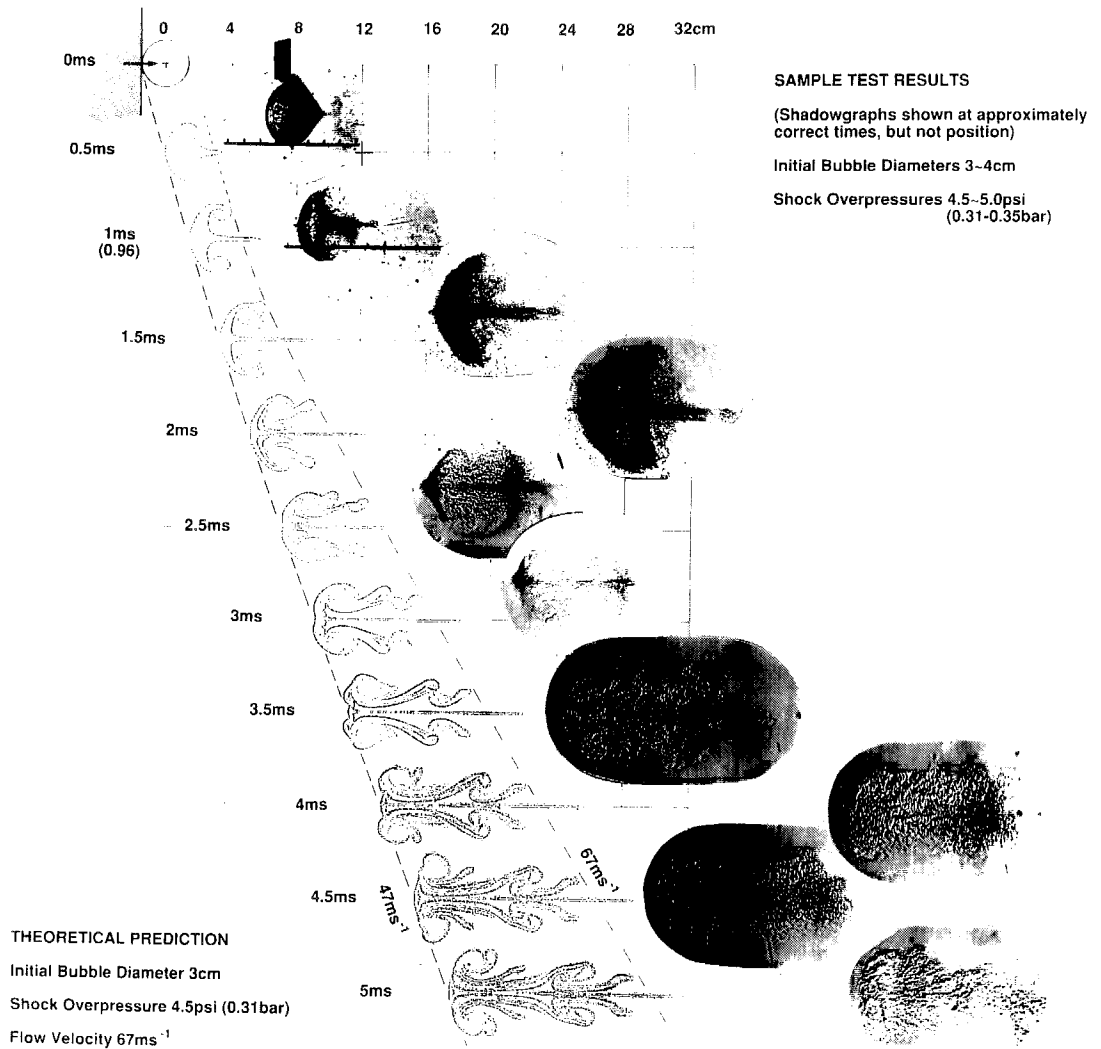 0 4 8 12 16 20 24 28 32cm
0ms
SAMPLE TEST RESULTS
(Shadowgraphs shown at approximately
correct times, but not position)
0.5ms
Initial Bubble Diameters 3~4cm
Shock Overpressures 4.5~5.0psi
(0.31-0.35bar)
1ms
(0.96)
1.5ms
2ms
2.5ms
3ms
3.5ms
4ms
67ms⁻¹
4.5ms
47ms⁻¹
THEORETICAL PREDICTION
Initial Bubble Diameter 3cm
5ms
Shock Overpressure 4.5psi (0.31bar)
Flow Velocity 67ms⁻¹